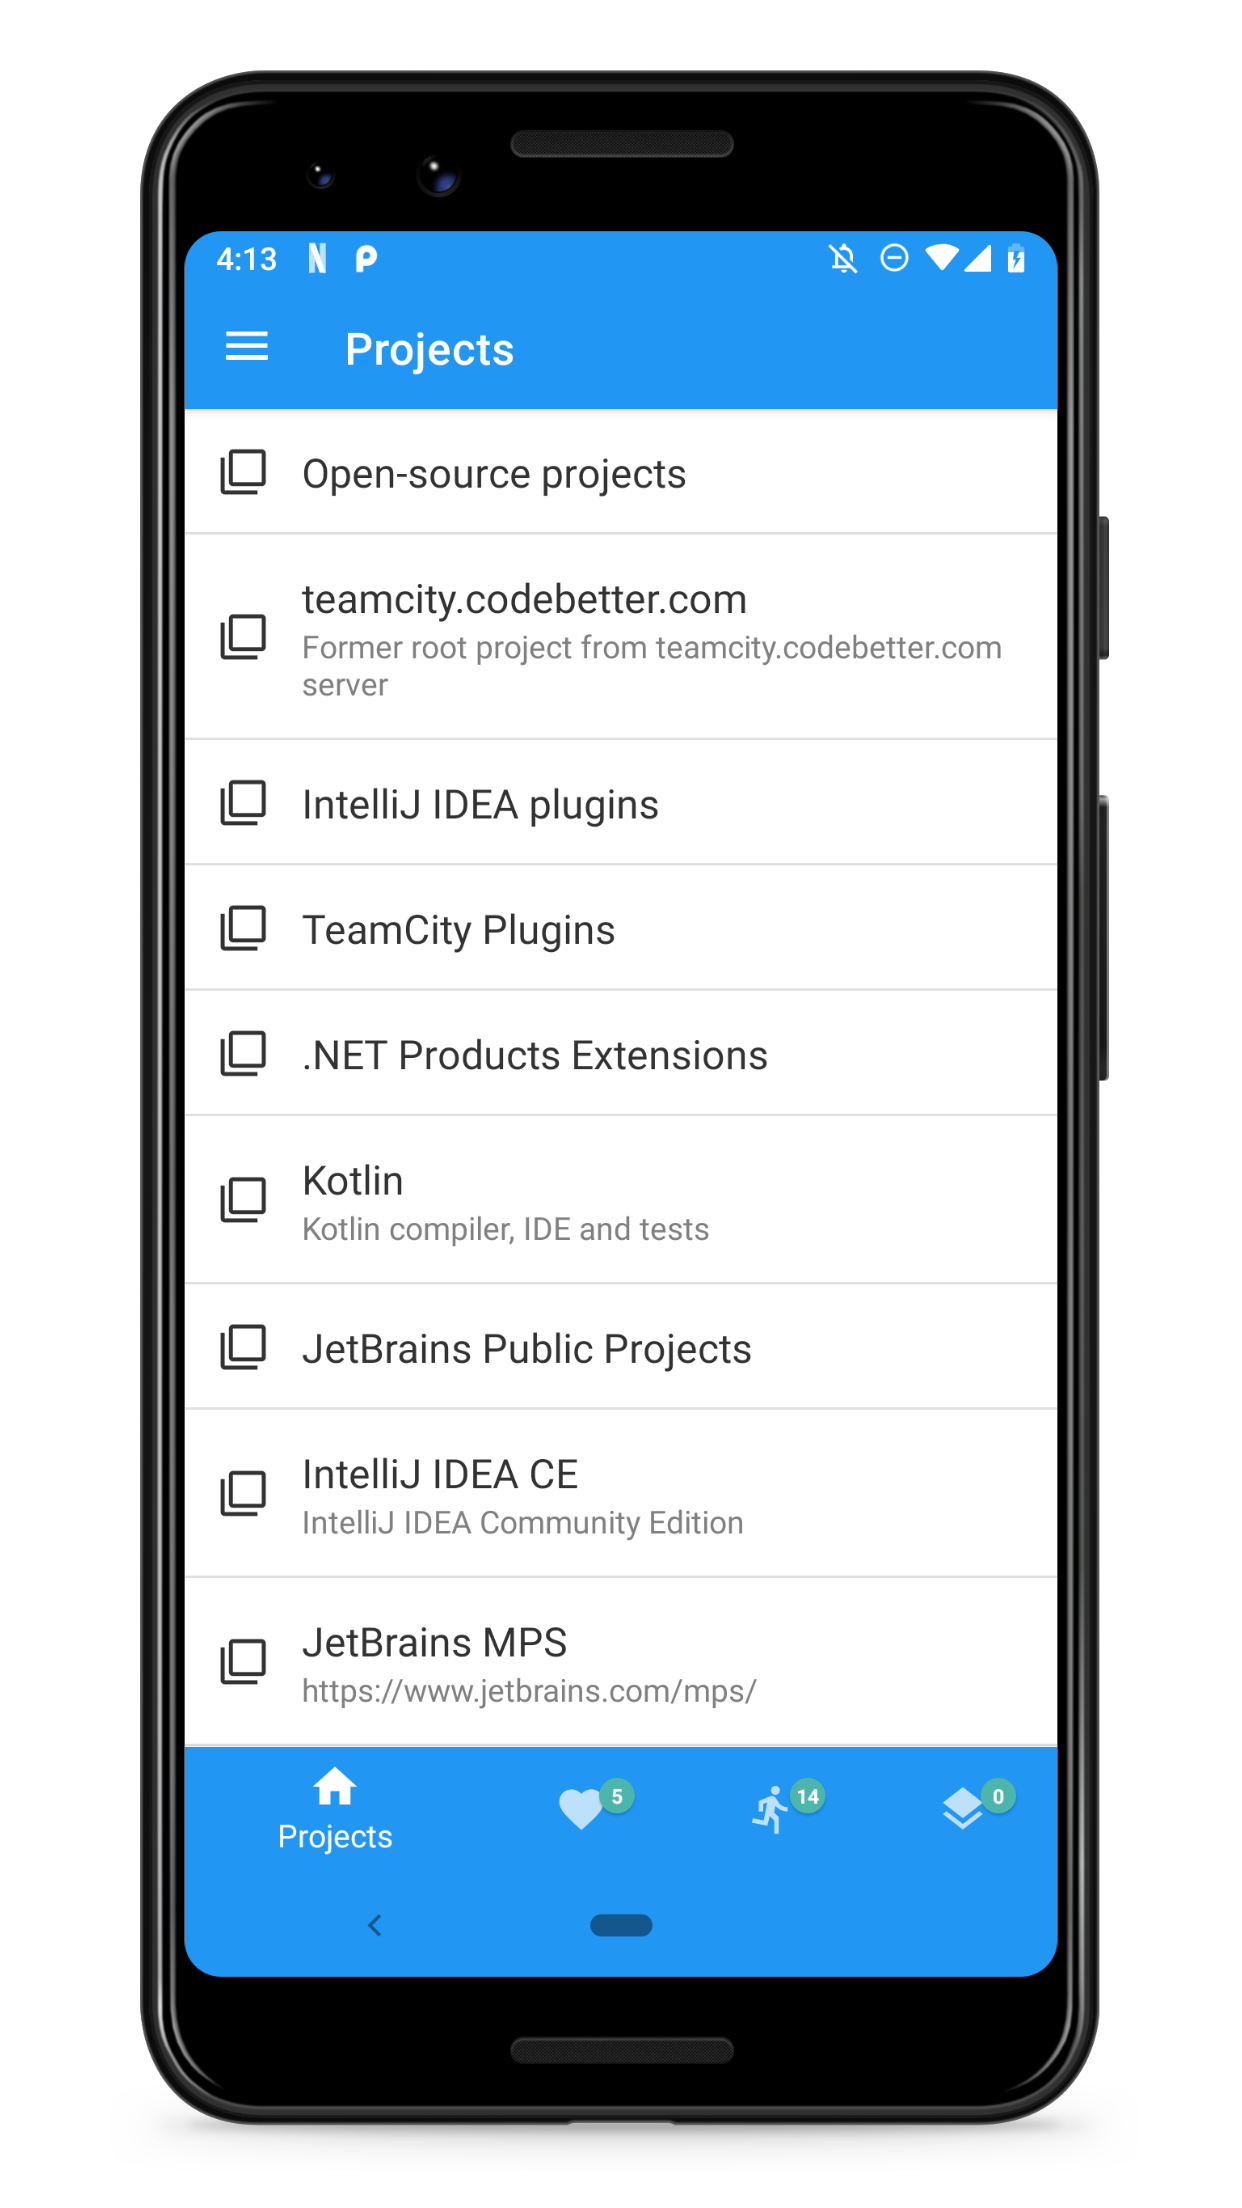 4:13
Projects
Open-source projects
teamcity.codebetter.com
Former root project from teamcity.codebetter.com
server
IntelliJ IDEA plugins
TeamCity Plugins
.NET Products Extensions
Kotlin
Kotlin compiler, IDE and tests
JetBrains Public Projects
IntelliJ IDEA CE
IntelliJ IDEA Community Edition
JetBrains MPS
https://www.jetbrains.com/mps/
5
14
0
Projects